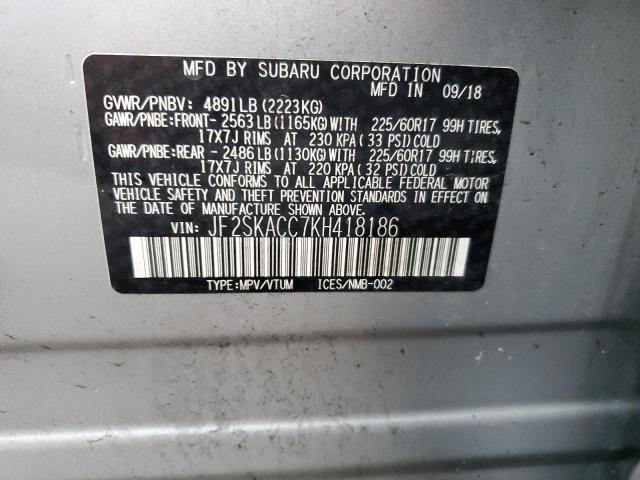 MFD BY SUBARU CORPORATION
MFD IN 09/18
GVWR/PNBV: 4891LB (2223KG)
GAWR/PNBE:FRONT- 2563LB (1165KG)WITH 225/60R17 99H TIRES,
17X7J RIMS AT 230 KPA (33 PSI) COLD
GAWR/PNBE:REAR - 2486LB (1130KG)WITH 225/60R17 99H TIRES,
17X7J RIMS AT 220 KPA (32 PSI) COLD
THIS VEHICLE CONFORMS TO ALL APPLICABLE FEDERAL MOTOR
VEHICLE SAFETY AND THEFT PREVENTION STANDARDS IN EFFECT
ON THE DATE OF MANUFACTURE SHOWN ABOVE.
VIN: JF2SKACC7KH418186
TYPE:MPV/VTUM ICES/NMB-002